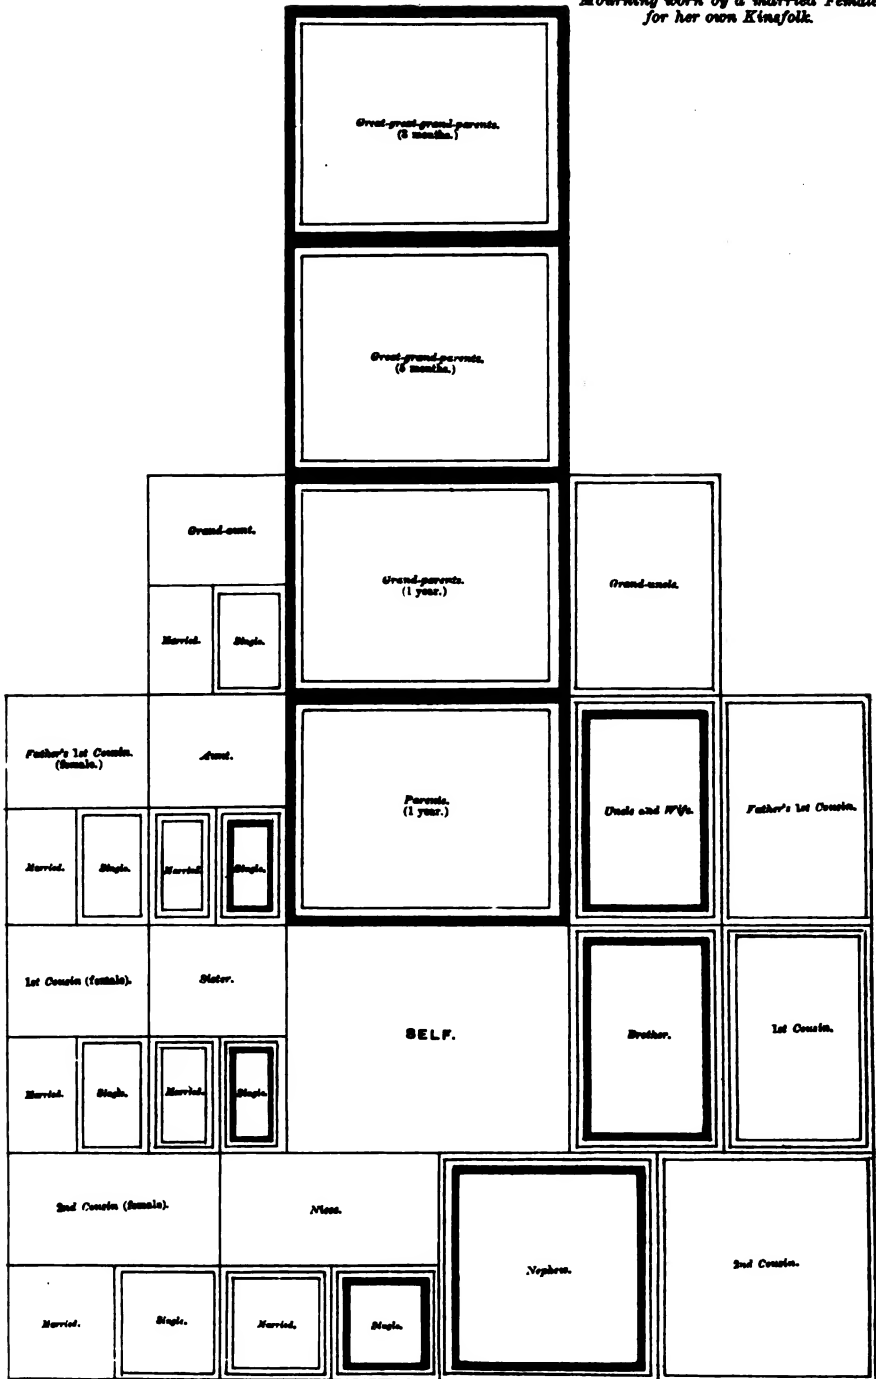 Mourning worn by a married Female
for her own Kinsfolk.
Great-great-grand-parents.
(3 months.)
Great-grand-parents.
(5 months.)
Grand-aunt.
Married.
Single.
Grand-parents.
(1 year.)
Grand-uncle.
Father's 1st Cousin.
(female.)
Aunt.
Married.
Single.
Married.
Single.
Parents.
(1 year.)
Uncle and Wife.
Father's 1st Cousin.
1st Cousin (female).
Sister.
Married.
Single.
Married.
Single.
SELF.
Brother.
1st Cousin.
2nd Cousin (female).
Niece.
Married.
Single.
Married.
Single.
Nephew.
2nd Cousin.